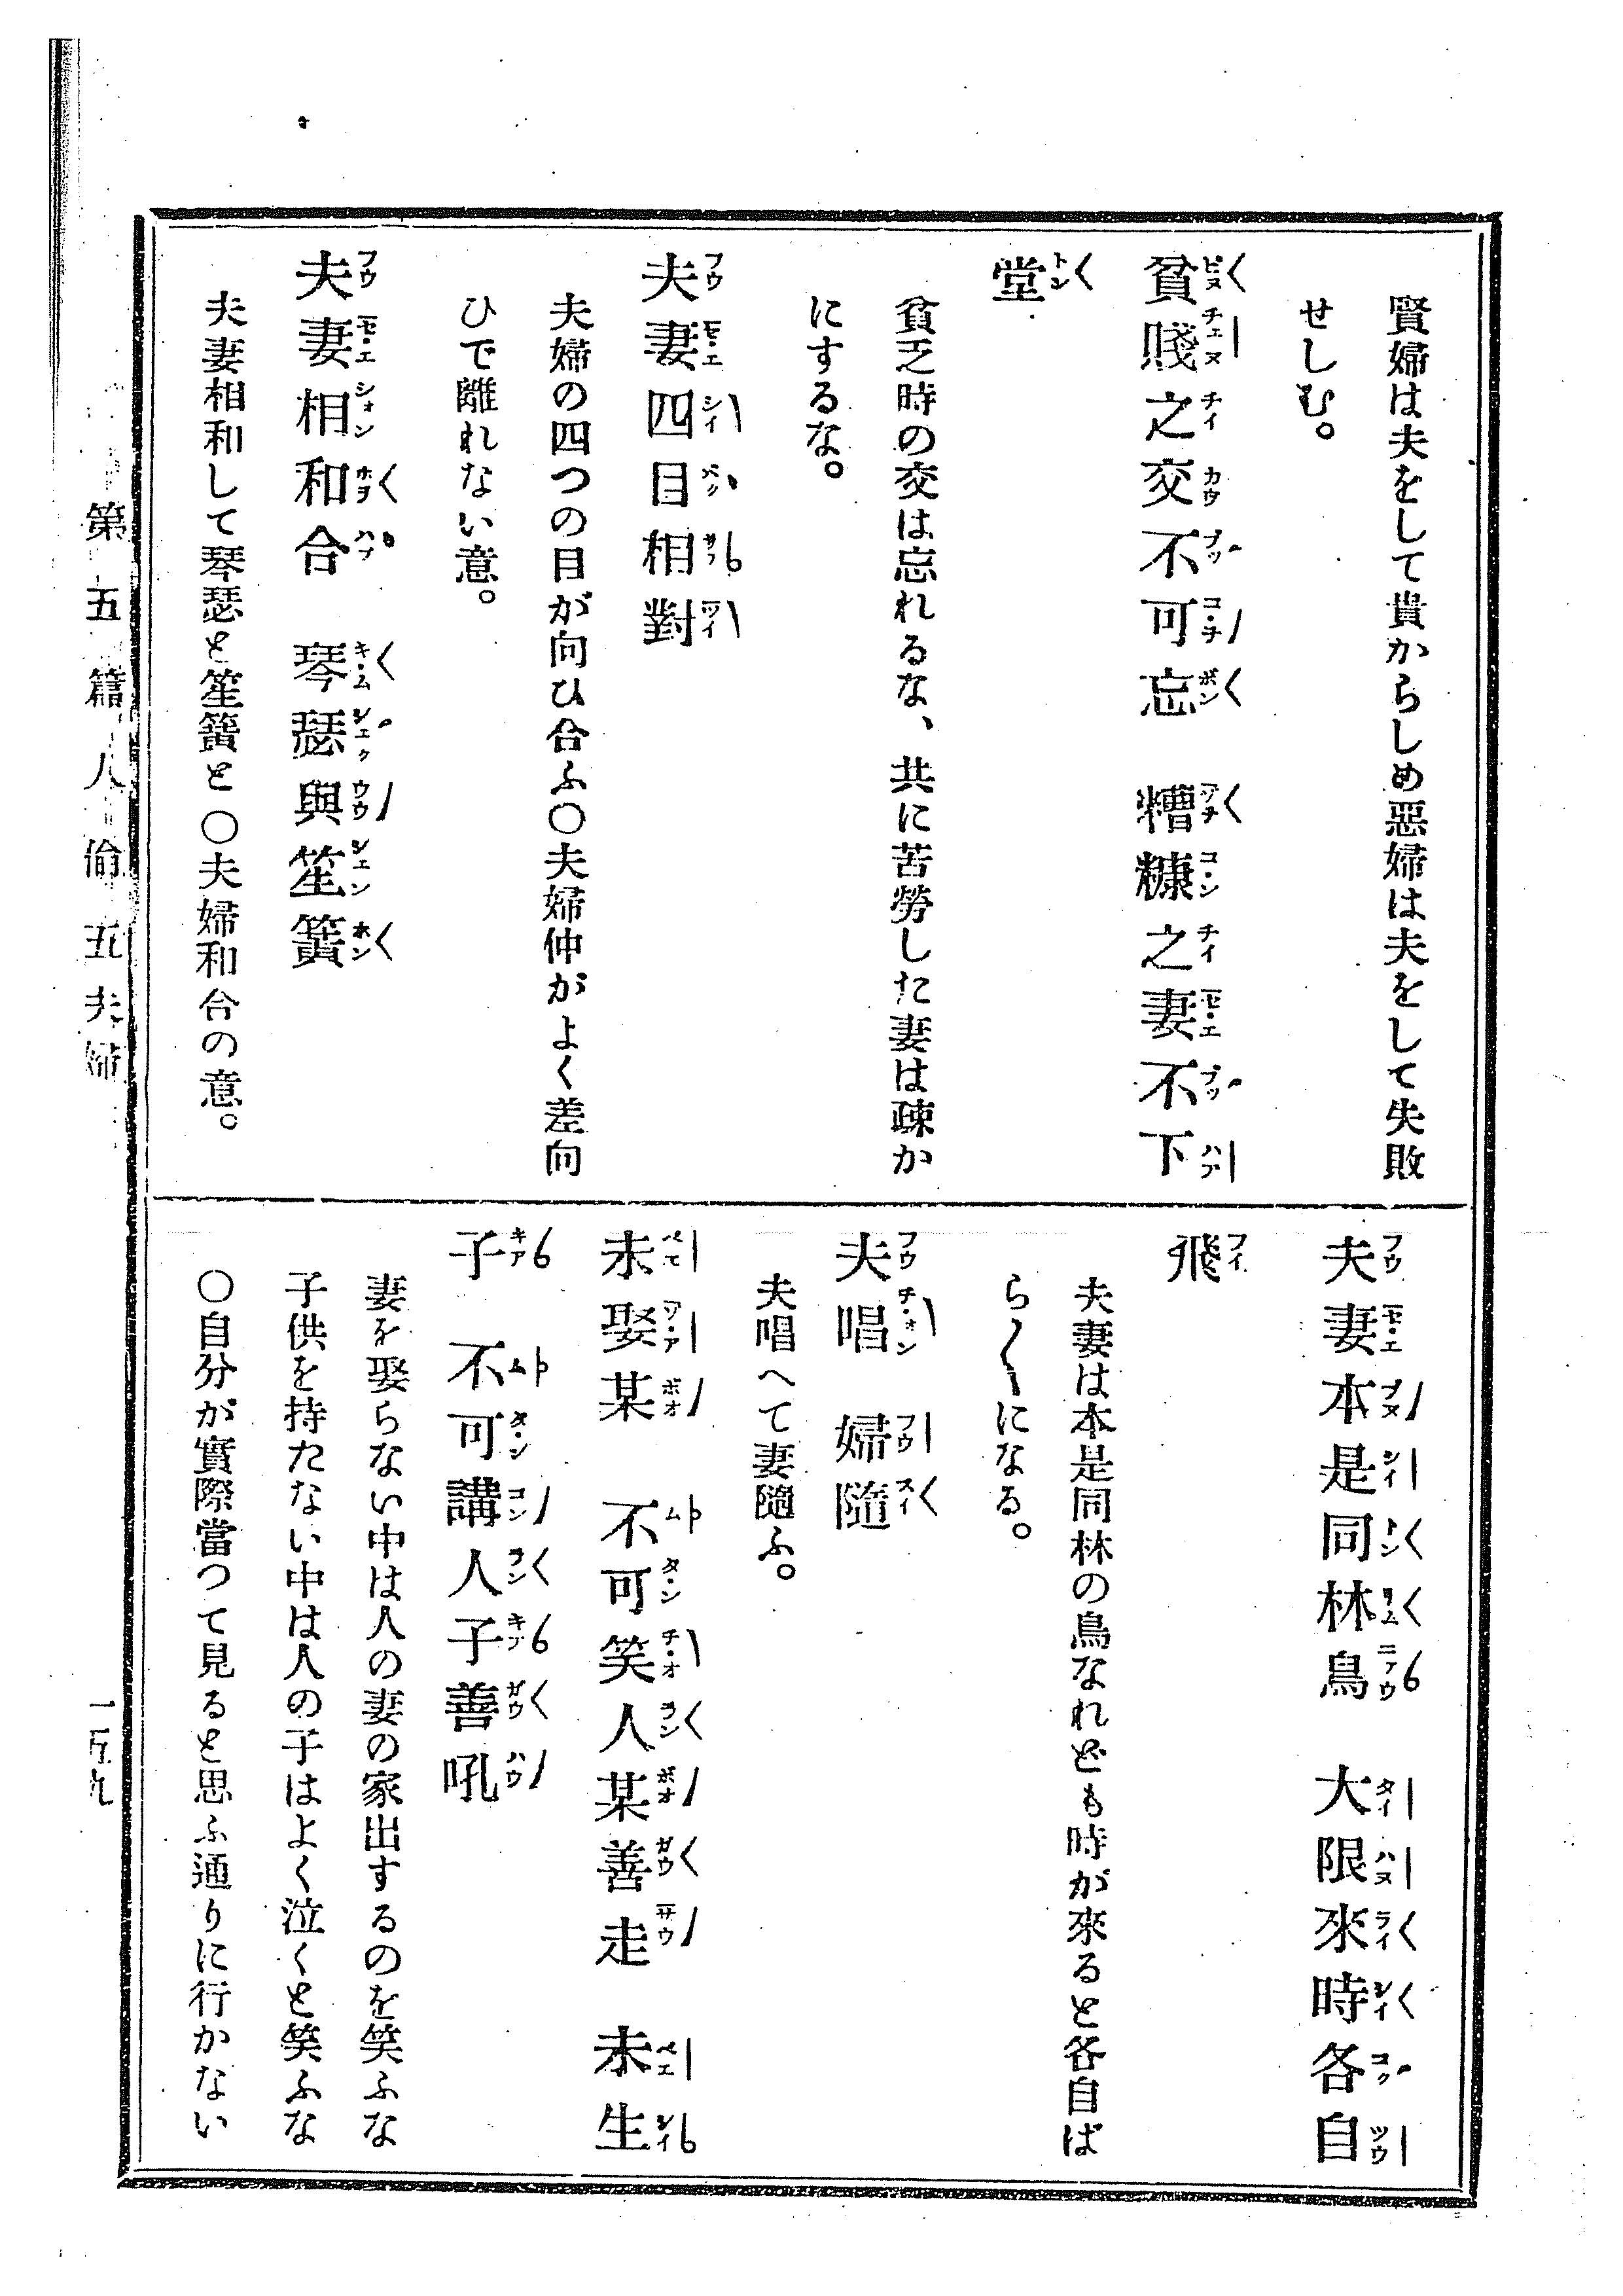 賢婦は夫をして貴からしめ惡婦は夫をして失敗
せしむ。
貧賤之交不可忘　糟糠之妻不下
堂
貧乏時の交は忘れるな、共に苦勞した妻は疎か
にするな。
夫妻四目相對
夫婦の四つの目が向ひ合ふ〇夫婦仲がよく差向
ひで離れない意。
夫妻相和合　琴瑟與笙簧
夫妻相和して琴瑟と笙簧と〇夫婦和合の意。
夫妻本是同林鳥　大限來時各自
飛
夫妻は本是同林の鳥なれども時が來ると各自ば
ら〱になる。
夫唱　婦隨
夫唱へて妻隨ふ。
未娶某　不可笑人某善走　未生
子　不可講人子善吼
妻を娶らない中は人の妻の家出するのを笑ふな
子供を持たない中は人の子はよく泣くと笑ふな
〇自分が實際當つて見ると思ふ通りに行かない
第五篇　人倫　五　夫婦
一五九